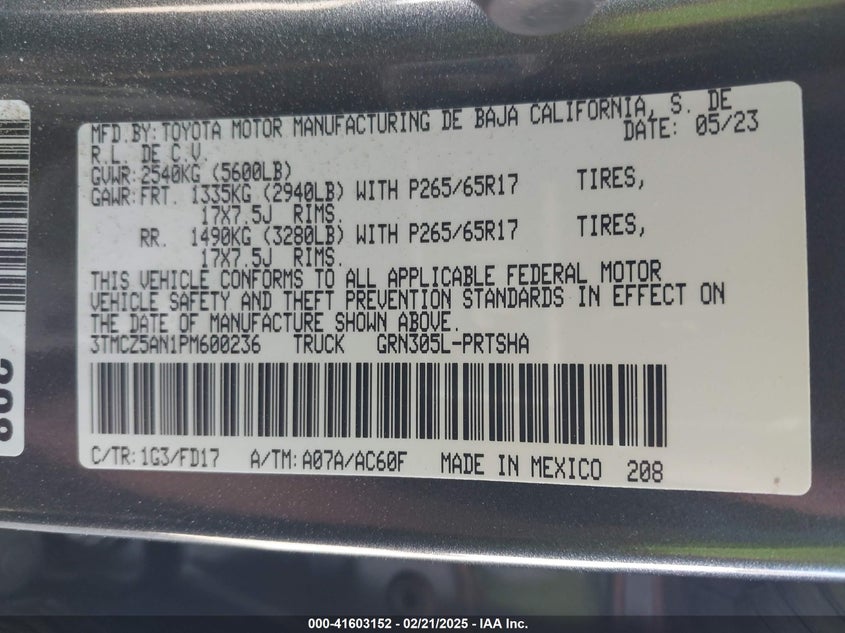 MFD.BY:TOYOTA MOTOR MANUFACTURING DE BAJA CALIFORNIA, S. DE
R.L. DE C.V. DATE: 05/23
GVWR:2540KG (5600LB)
GAWR:FRT. 1335KG (2940LB) WITH P265/65R17 TIRES,
17X7.5J RIMS.
RR. 1490KG (3280LB) WITH P265/65R17 TIRES,
17X7.5J RIMS.
THIS VEHICLE CONFORMS TO ALL APPLICABLE FEDERAL MOTOR
VEHICLE SAFETY AND THEFT PREVENTION STANDARDS IN EFFECT ON
THE DATE OF MANUFACTURE SHOWN ABOVE.
3TMCZ5AN1PM600236 TRUCK GRN305L-PRTSHA
C/TR:1G3/FD17 A/TM:A07A/AC60F MADE IN MEXICO 208
000-41603152 - 02/21/2025 - IAA Inc.